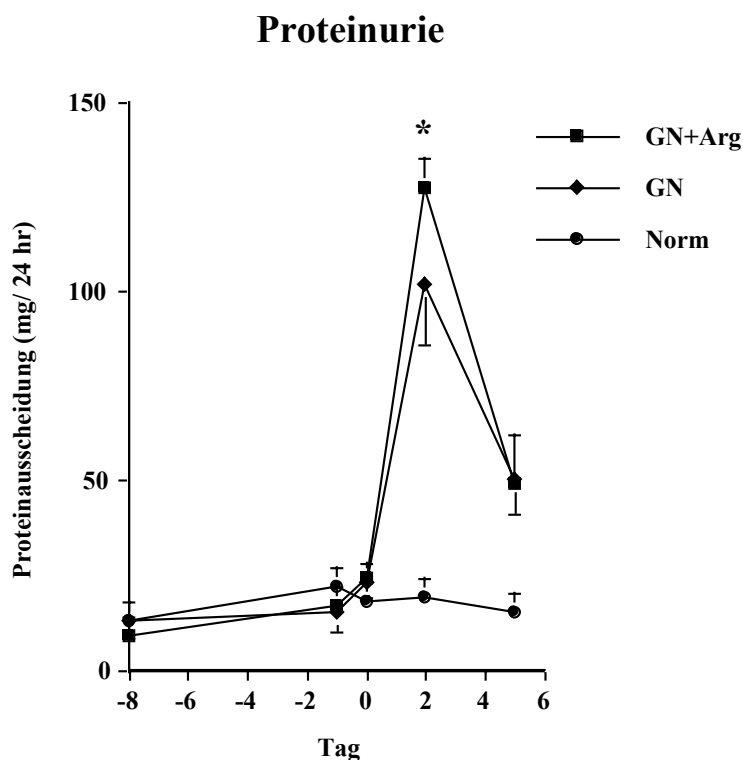 Proteinurie
150
100
50
0
Proteinausscheidung (mg/ 24 hr)
*
GN+Arg
GN
Norm
-8 -6 -4 -2 0 2 4 6
Tag